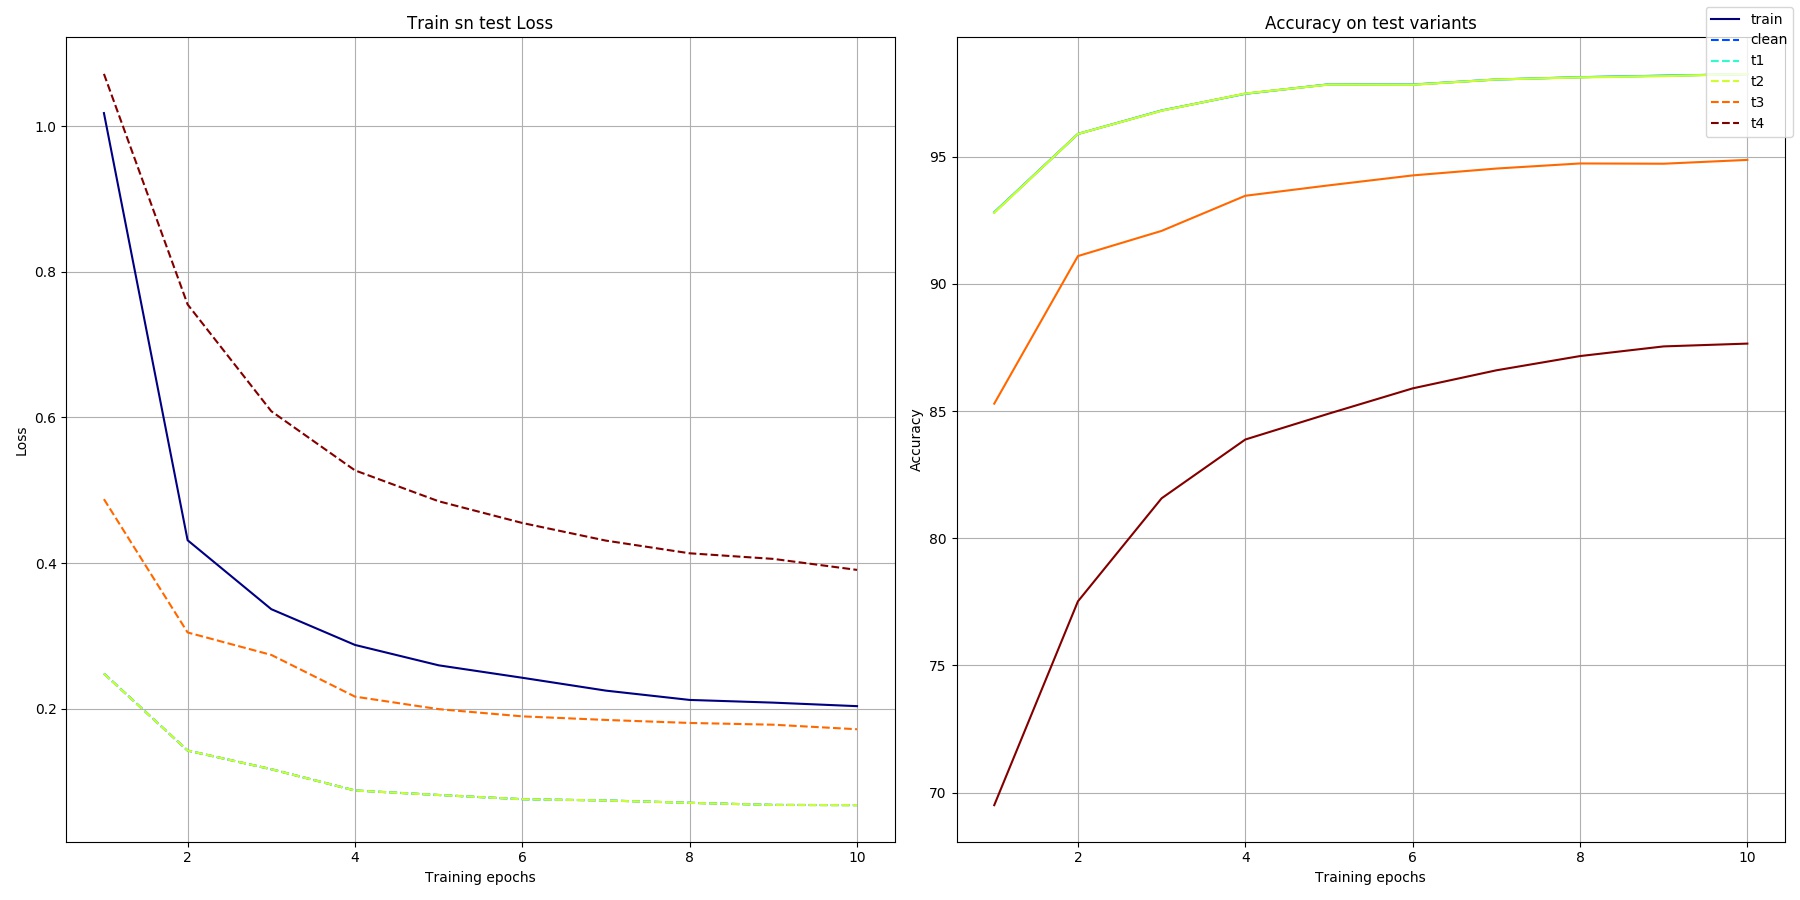 Train sn test Loss
1.0
0.8
0.6
0.4
0.2
Loss
2 4 6 8 10
Training epochs
Accuracy on test variants
95
90
85
80
75
70
Accuracy
2 4 6 8 10
Training epochs
train
clean
t1
t2
t3
t4